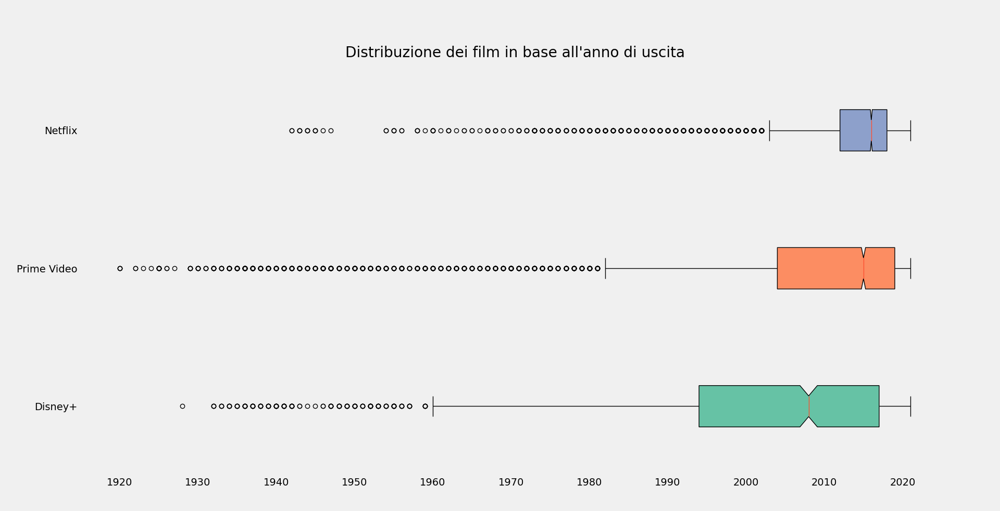 Distribuzione dei film in base all'anno di uscita
Netflix
Prime Video
Disney+
1920 1930 1940 1950 1960 1970 1980 1990 2000 2010 2020